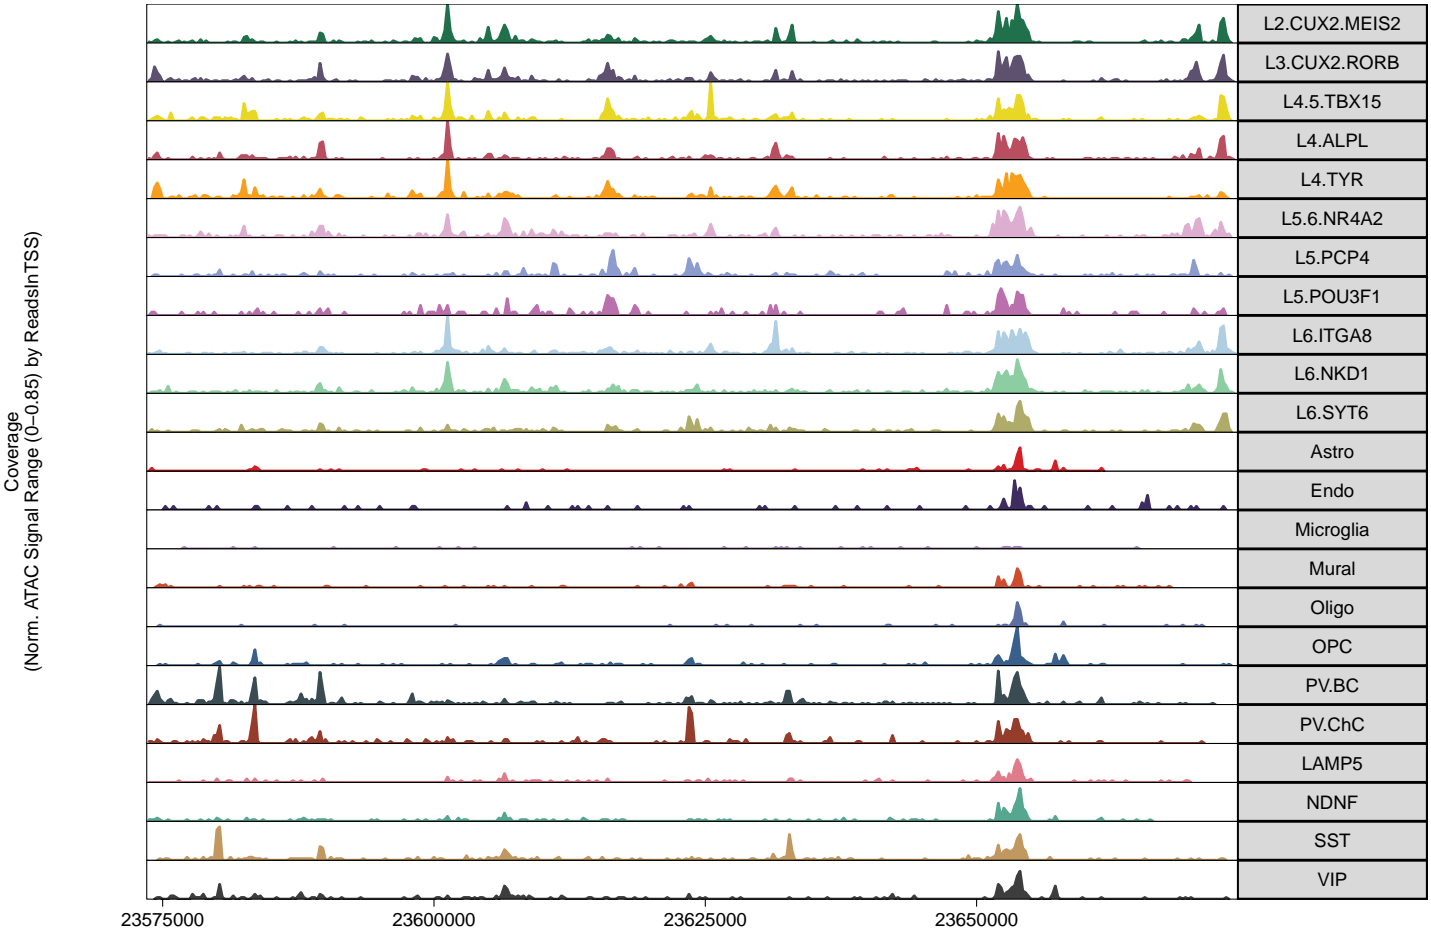 L2.CUX2.MEIS2
L3.CUX2.RORB
L4.5.TBX15
L4.ALPL
L4.TYR
L5.6.NR4A2
L5.PCP4
L5.POU3F1
L6.ITGA8
L6.NKD1
L6.SYT6
Astro
Endo
Microglia
Mural
Oligo
OPC
PV.BC
PV.ChC
LAMP5
NDNF
SST
VIP
Coverage
(Norm. ATAC Signal Range (0−0.85) by ReadsInTSS)
23575000 23600000 23625000 23650000